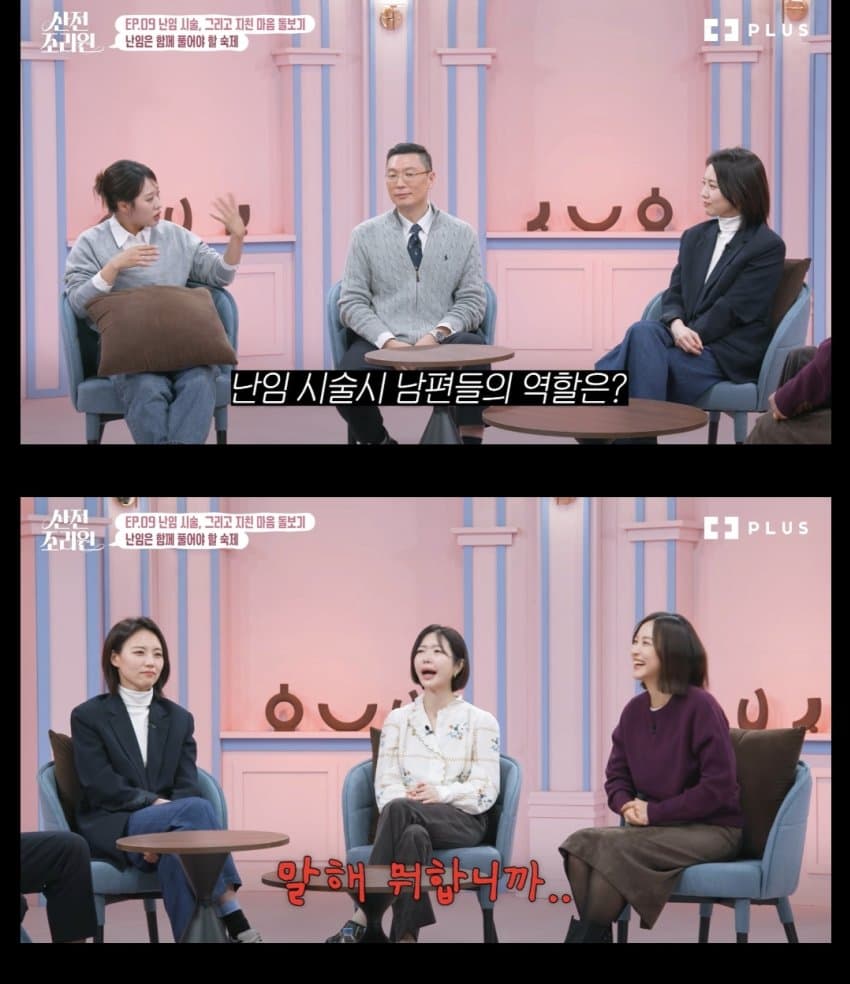 산전
조리원
EP.09 난임 시술, 그리고 지친 마음 돌보기
난임은 함께 풀어야 할 숙제
PLUS
난임 시술시 남편들의 역할은?
산전
조리원
EP.09 난임 시술, 그리고 지친 마음 돌보기
난임은 함께 풀어야 할 숙제
PLUS
말해 뭐합니까..